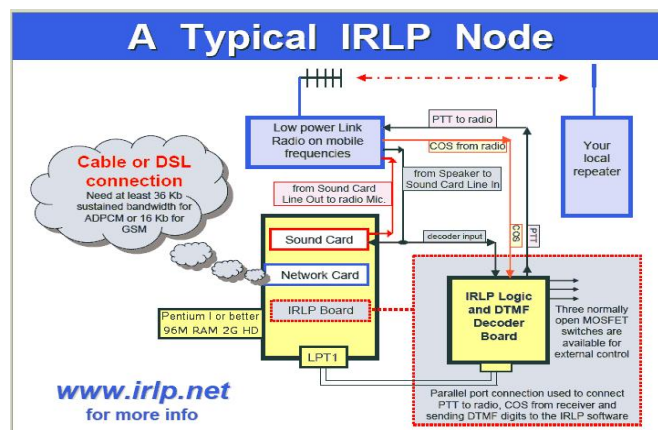 A Typical IRLP Node
Low power Link
Radio on mobile
frequencies
PTT to radio
COS from radio
Your
local
repeater
Cable or DSL
connection
Need at least 36 Kb
sustained bandwidth for
ADPCM or 16 Kb for
GSM
from Speaker to
Sound Card Line In
from Sound Card
Line Out to radio Mic.
Sound Card
decoder input
COS
PTT
Network Card
IRLP Board
IRLP Logic
and DTMF
Decoder
Board
Three normally
open MOSFET
switches are
available for
external control
Pentium I or better
96M RAM 2G HD
LPT1
www.irlp.net
for more info
Parallel port connection used to connect
PTT to radio, COS from receiver and
sending DTMF digits to the IRLP software